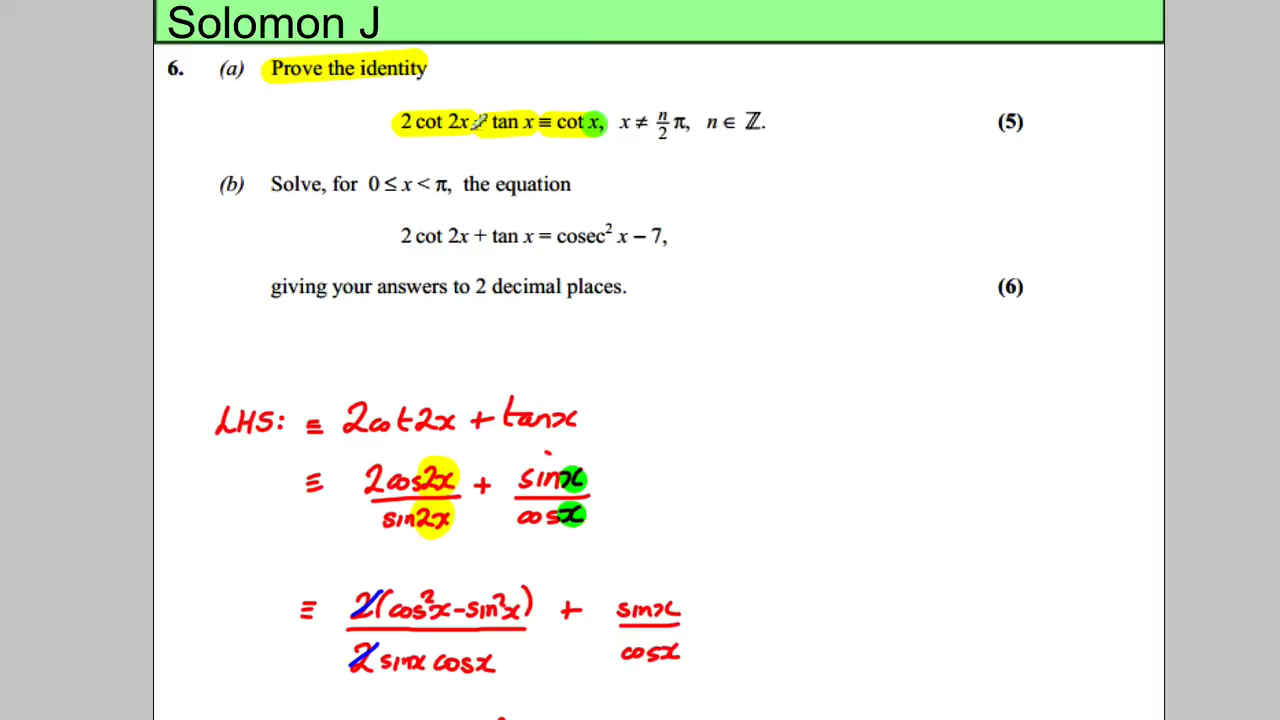 Solomon J
6. (a) Prove the identity
2 cot 2x + tan x ≡ cot x, x ≠ n/2 π, n ∈ ℤ. (5)
(b) Solve, for 0 ≤ x < π, the equation
2 cot 2x + tan x = cosec² x – 7,
giving your answers to 2 decimal places. (6)
LHS: ≡ 2cot2x + tanx
≡ 2cos2x/sin2x + sinx/cosx
≡ 2(cos²x-sin²x)/2 sinx cosx + sinx/cosx